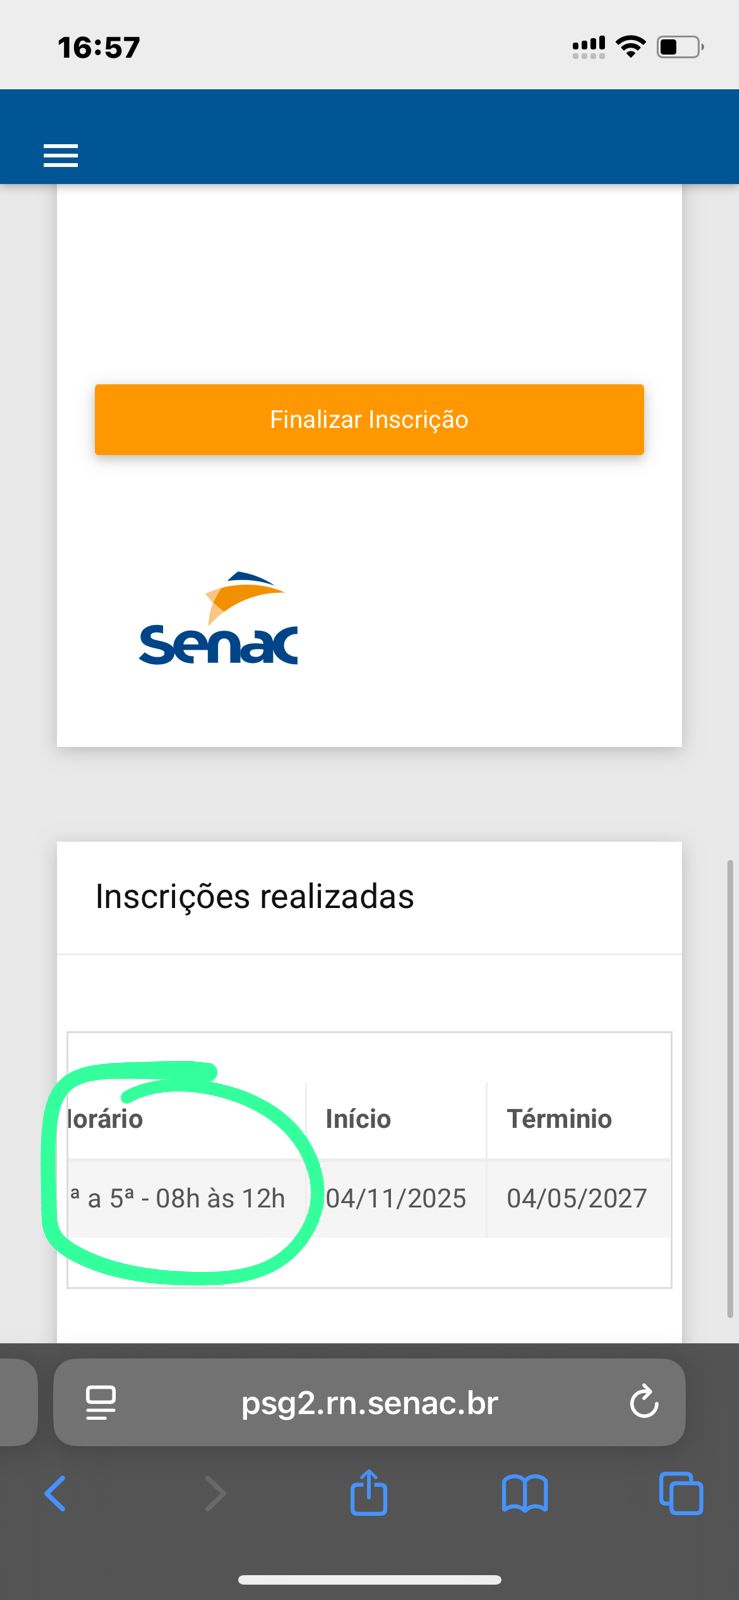 16:57
Finalizar Inscrição
Senac
Inscrições realizadas
orário Início Términio
ª a 5ª - 08h às 12h 04/11/2025 04/05/2027
psg2.rn.senac.br